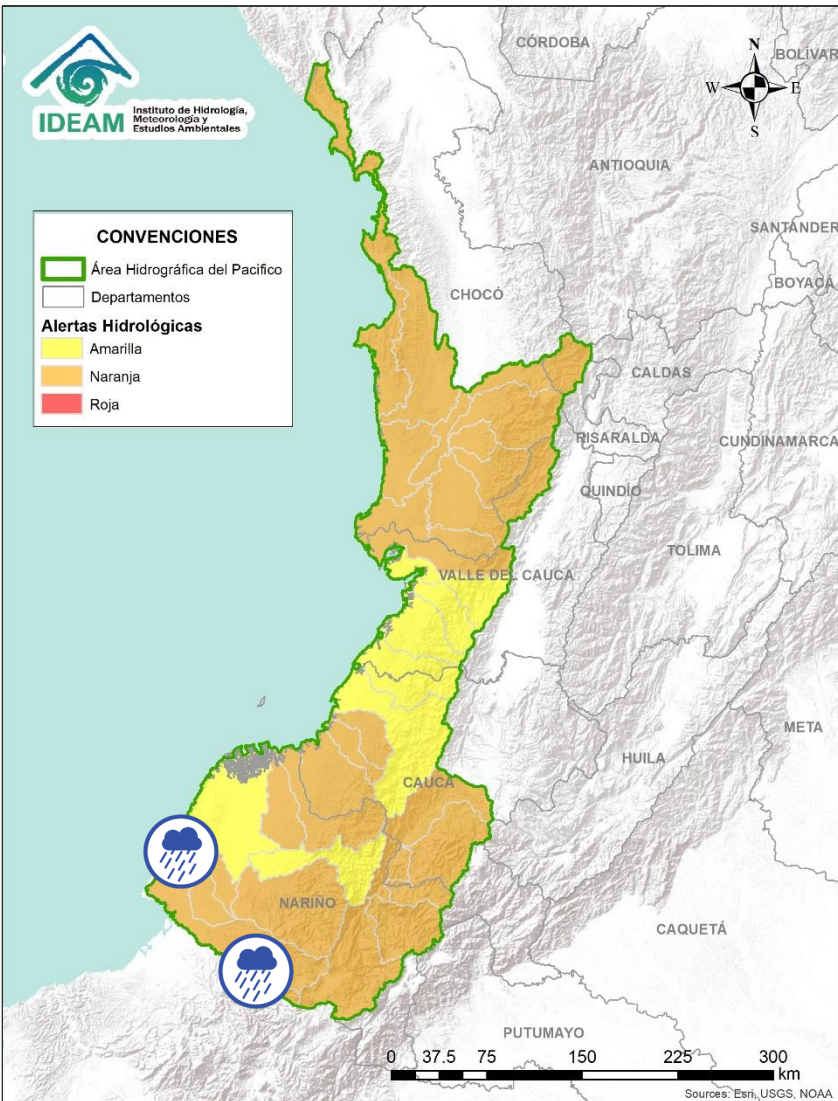 IDEAM
Instituto de Hidrología,
Meteorología y
Estudios Ambientales
N
W
E
S
CÓRDOBA
BOLÍVAR
ANTIOQUIA
SANTANDER
BOYACÁ
CHOCÓ
CALDAS
RISARALDA
CUNDINAMARCA
QUINDÍO
TOLIMA
VALLE DEL CAUCA
META
HUILA
CAUCA
NARIÑO
CAQUETÁ
PUTUMAYO
CONVENCIONES
Área Hidrográfica del Pacifico
Departamentos
Alertas Hidrológicas
Amarilla
Naranja
Roja
0 37.5 75 150 225 300
km
Sources: Esri, USGS, NOAA